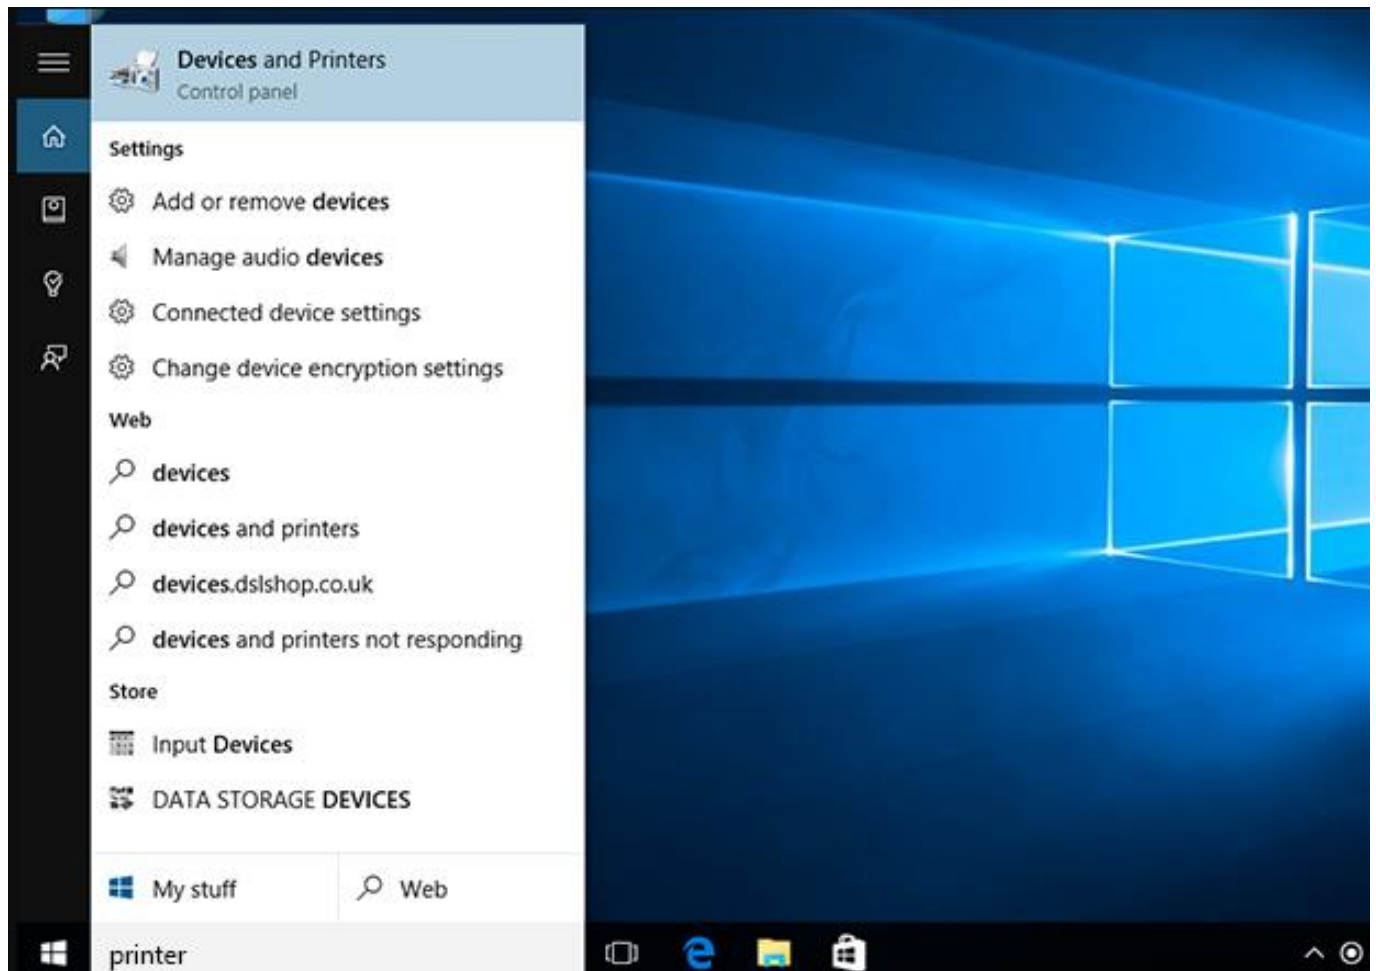 Devices and Printers
Control panel
Settings
Add or remove devices
Manage audio devices
Connected device settings
Change device encryption settings
Web
devices
devices and printers
devices.dslshop.co.uk
devices and printers not responding
Store
Input Devices
DATA STORAGE DEVICES
My stuff
Web
printer